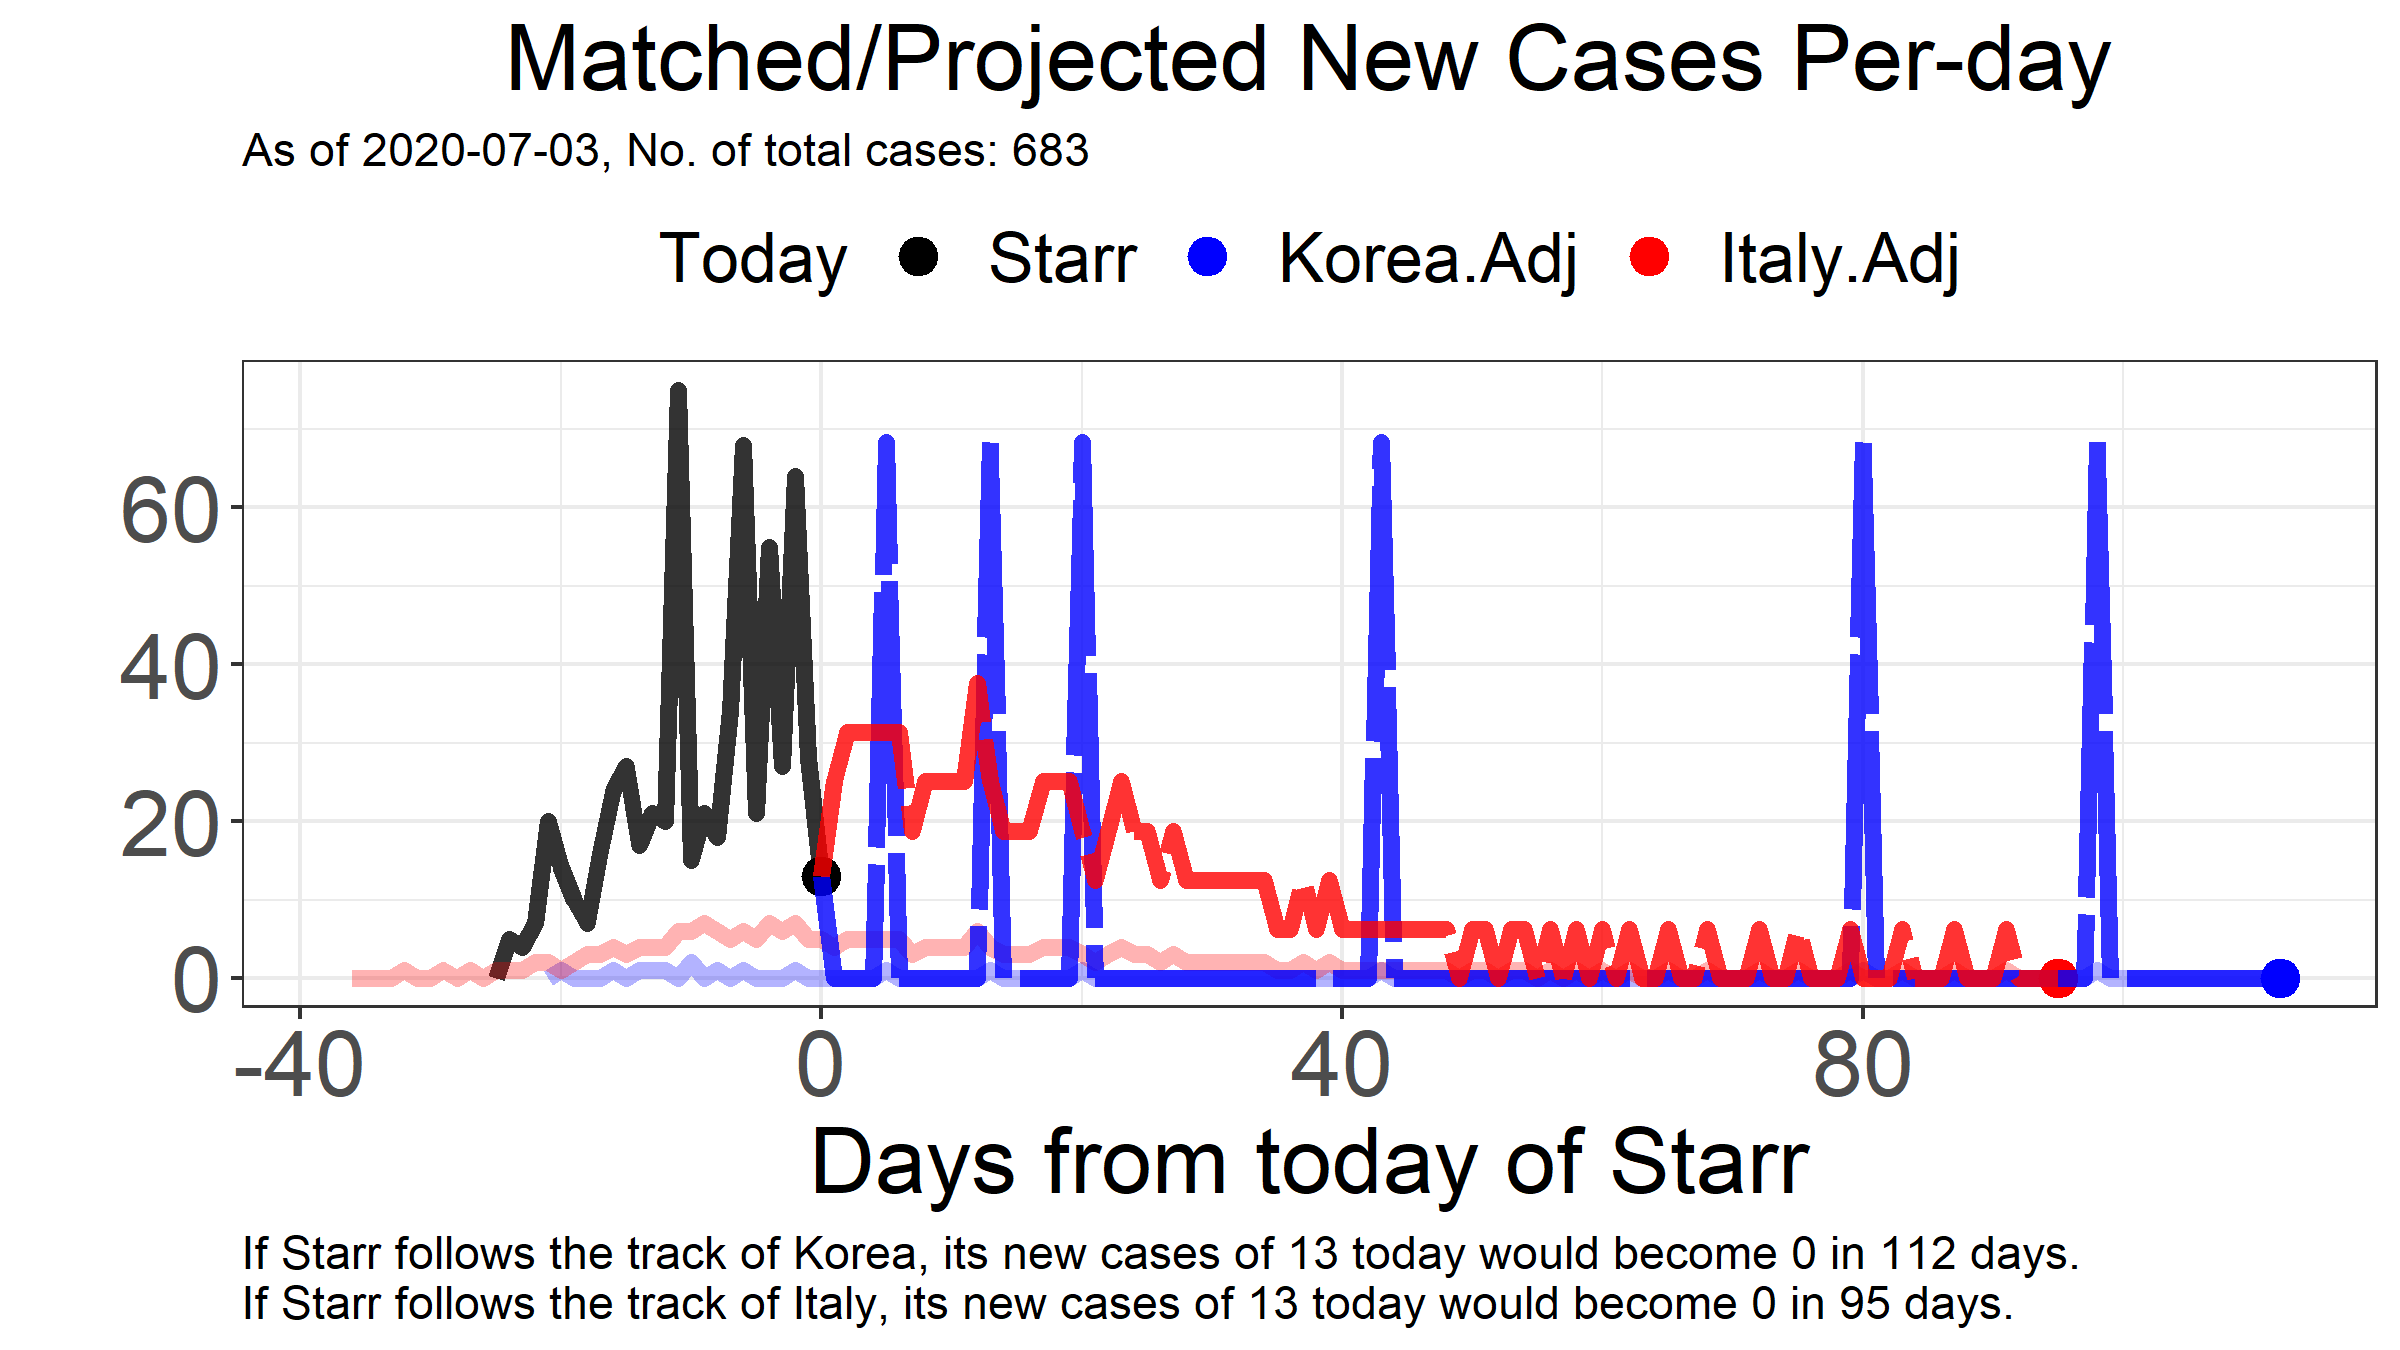 Matched/Projected New Cases Per-day
As of 2020-07-03, No. of total cases: 683
Today Starr Korea.Adj Italy.Adj
60
40
20
0
-40 0 40 80
Days from today of Starr
If Starr follows the track of Korea, its new cases of 13 today would become 0 in 112 days.
If Starr follows the track of Italy, its new cases of 13 today would become 0 in 95 days.